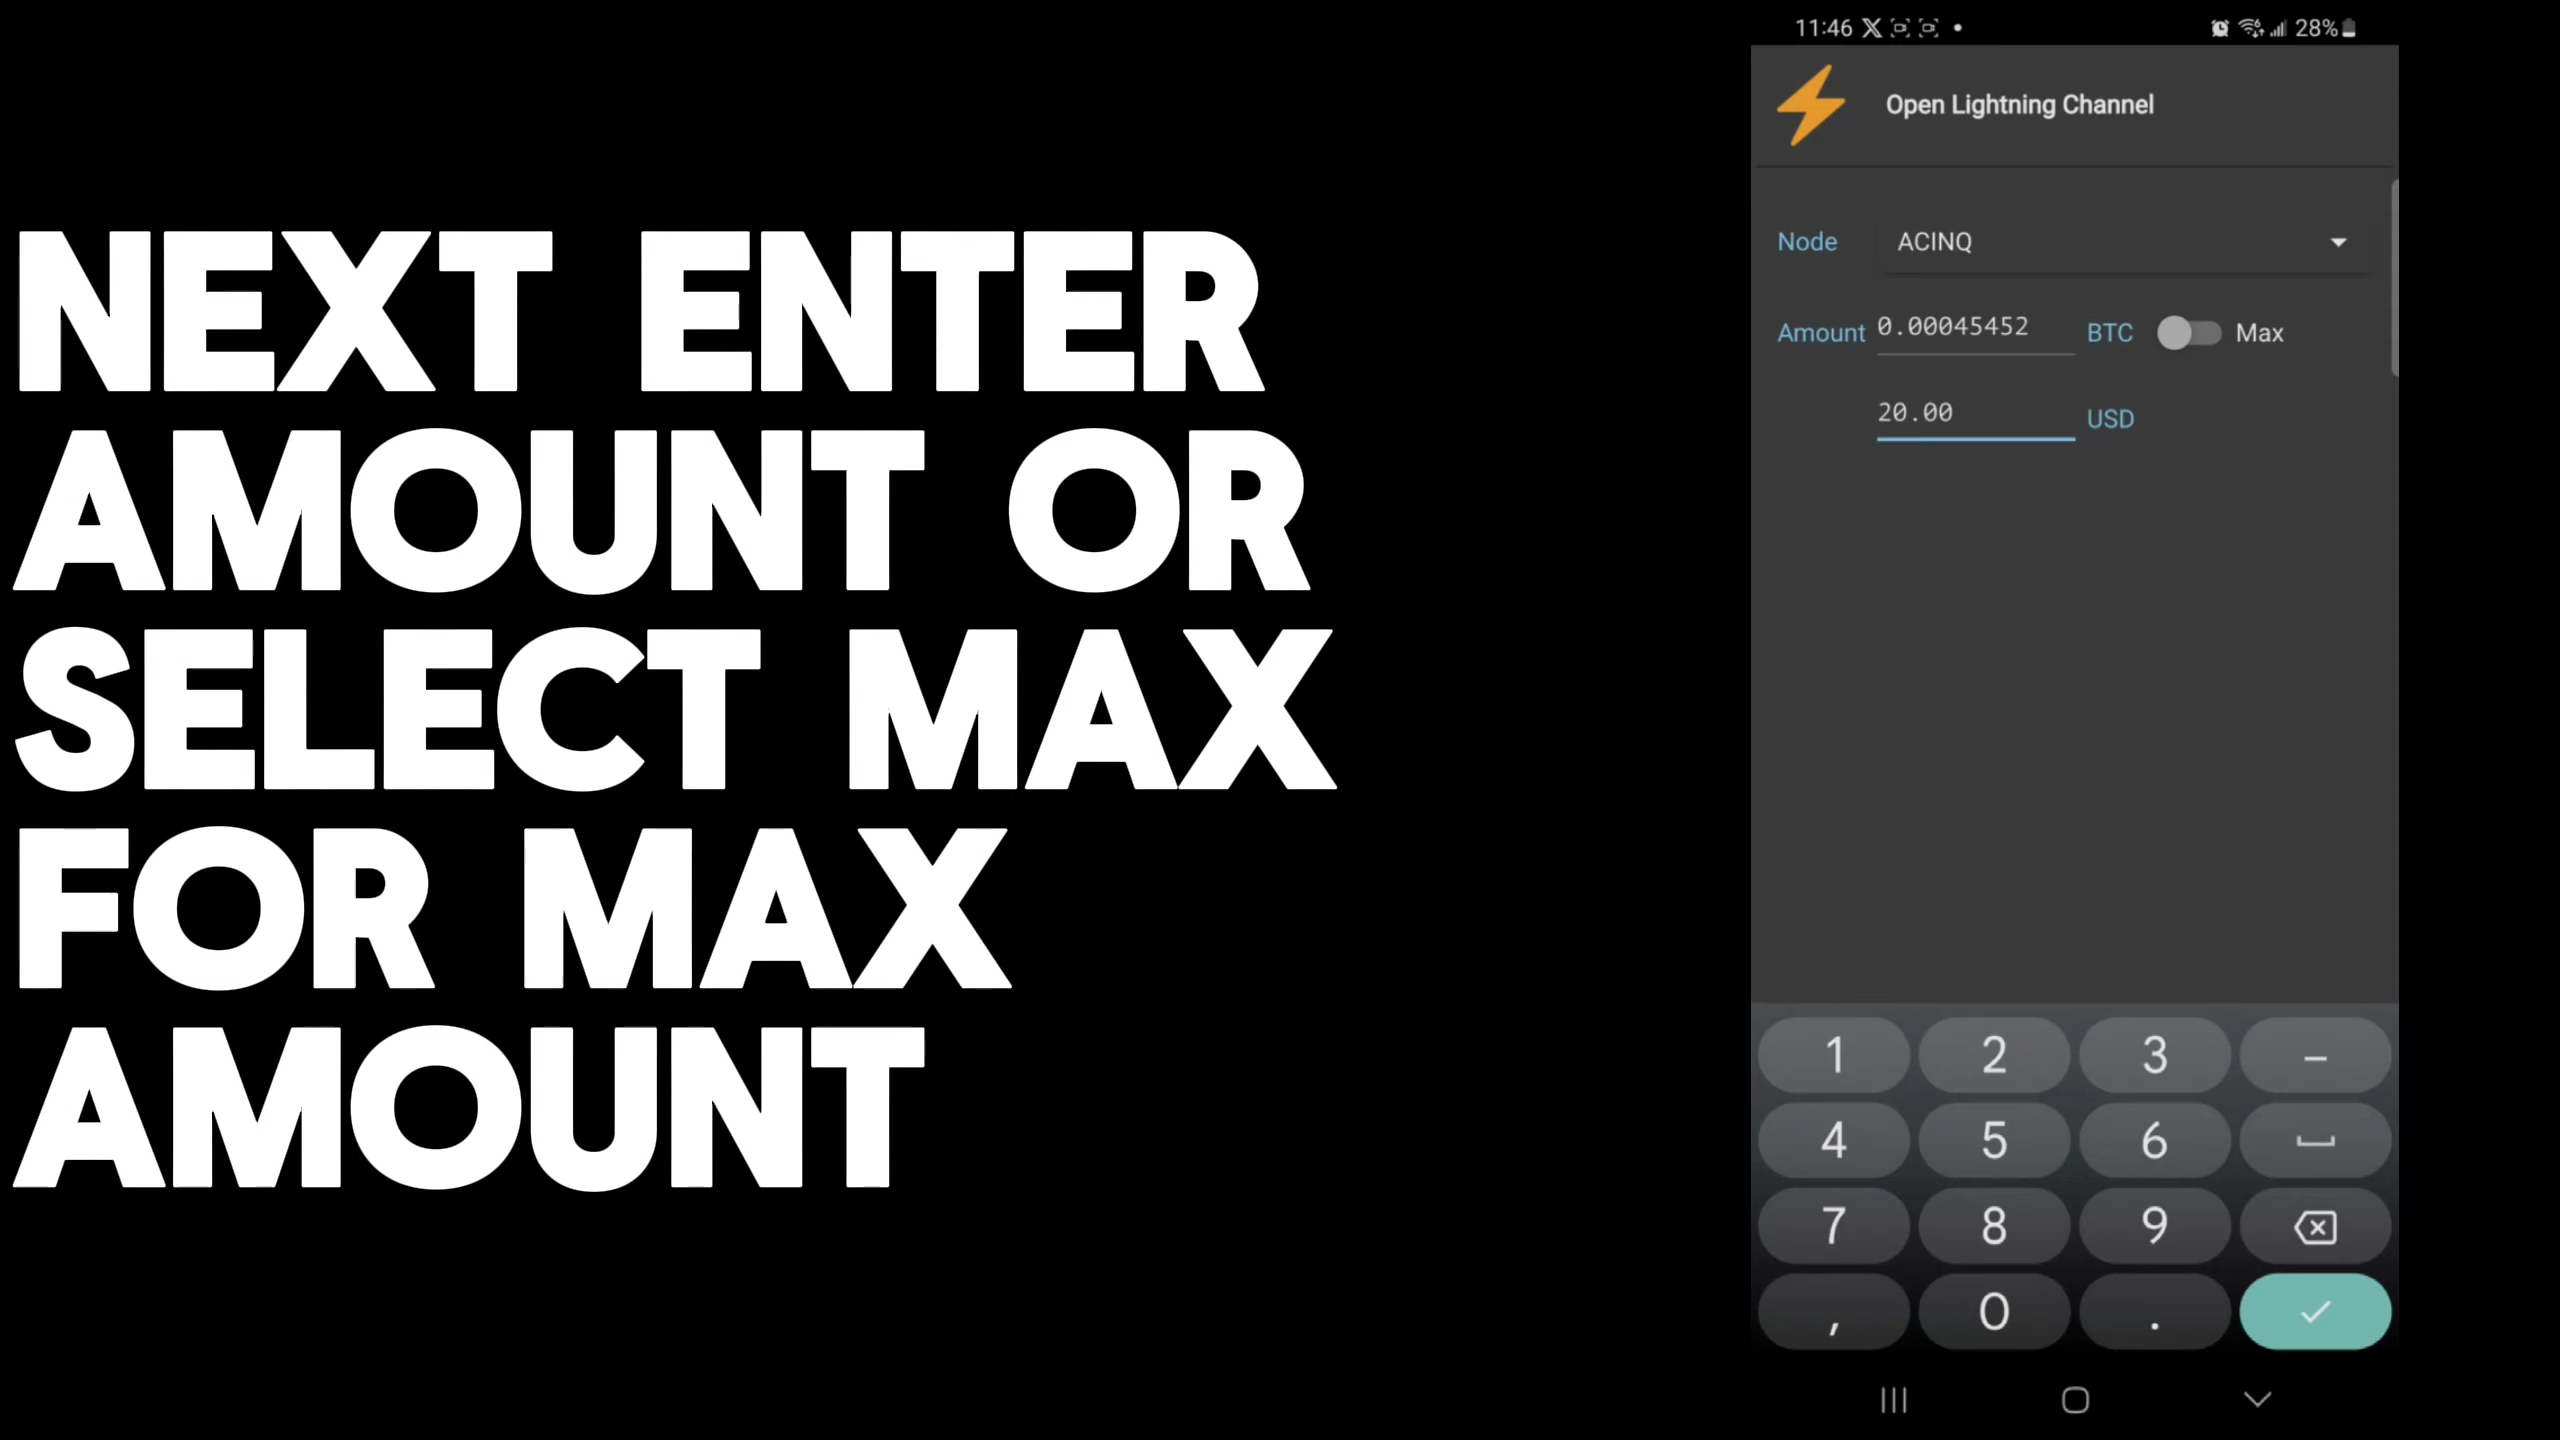 NEXT ENTER
AMOUNT OR
SELECT MAX
FOR MAX
AMOUNT
11:46
28%
Open Lightning Channel
Node ACINQ
Amount 0.00045452 BTC Max
20.00 USD
1 2 3 –
4 5 6
7 8 9
, 0 .